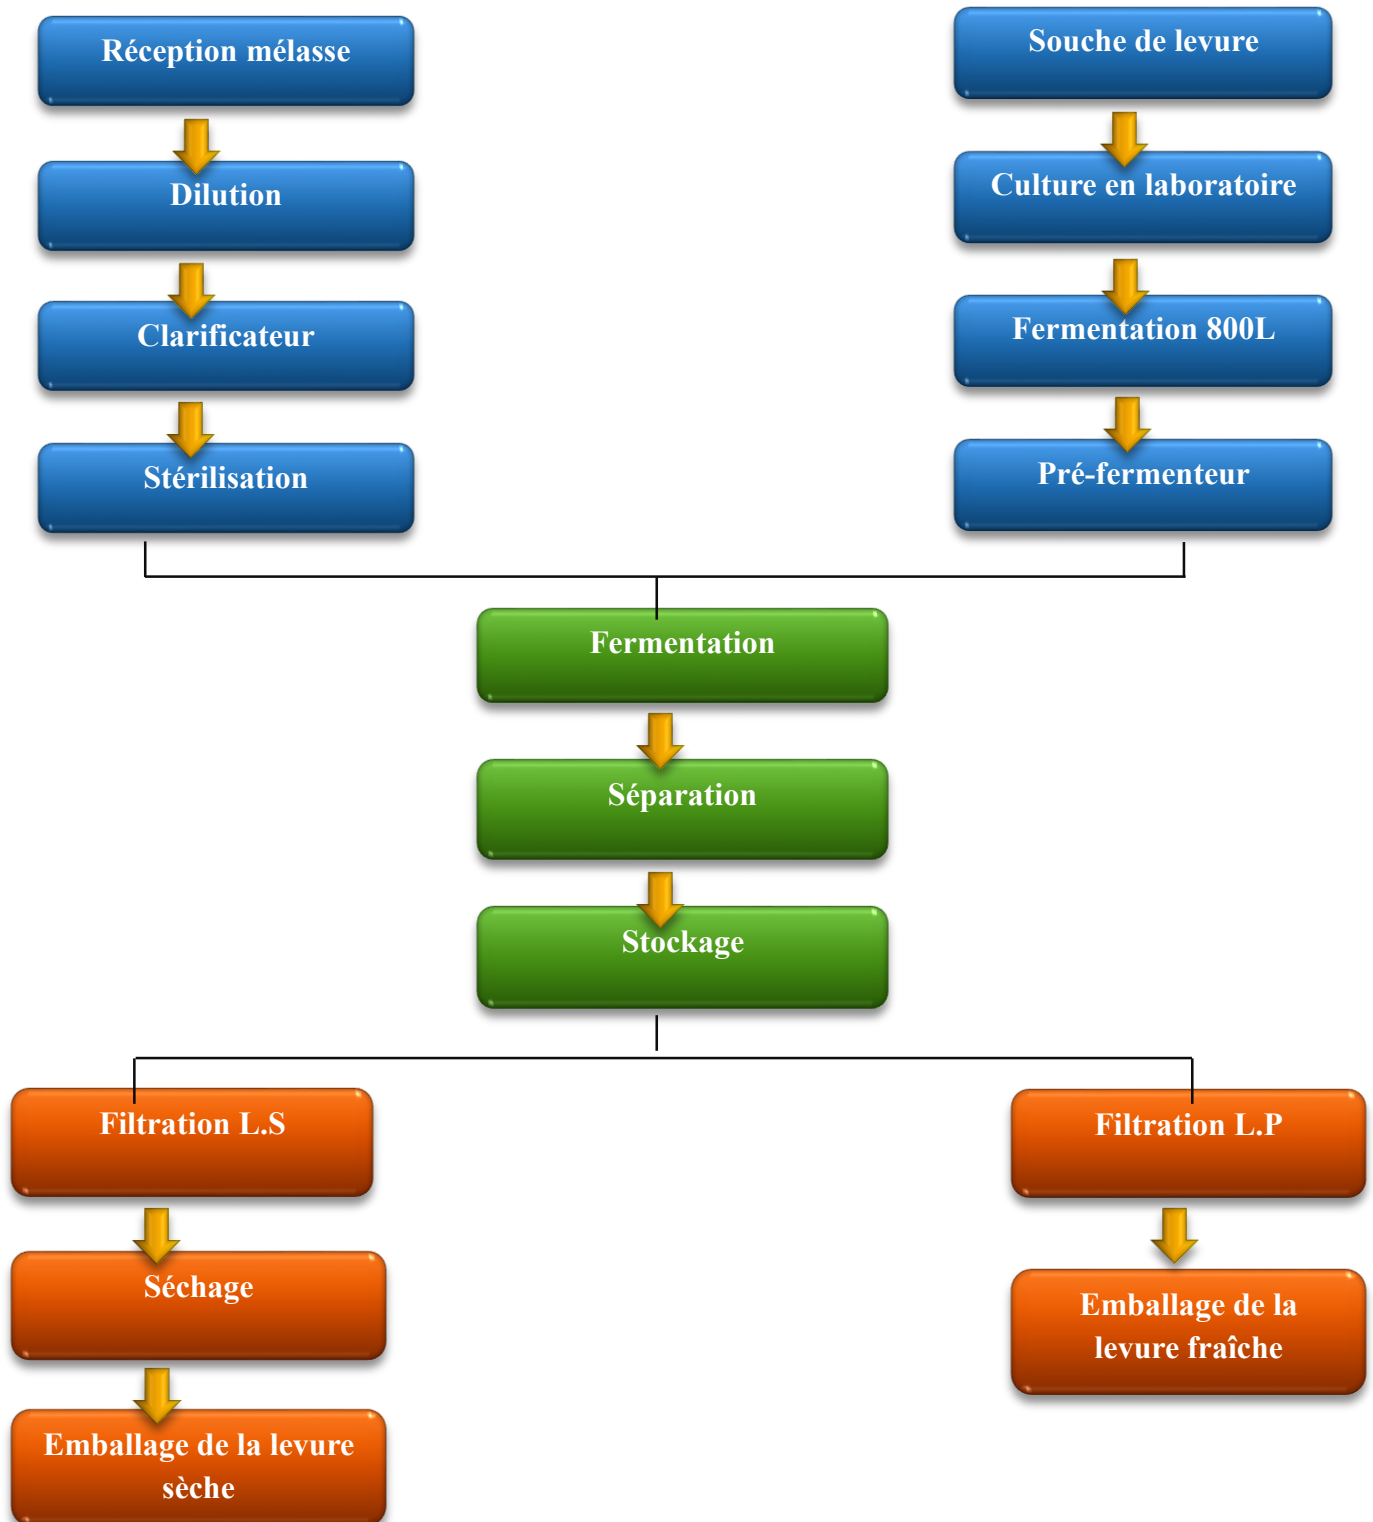 Réception mélasse
Dilution
Clarificateur
Stérilisation
Souche de levure
Culture en laboratoire
Fermentation 800L
Pré-fermenteur
Fermentation
Séparation
Stockage
Filtration L.S
Séchage
Emballage de la levure
sèche
Filtration L.P
Emballage de la
levure fraîche